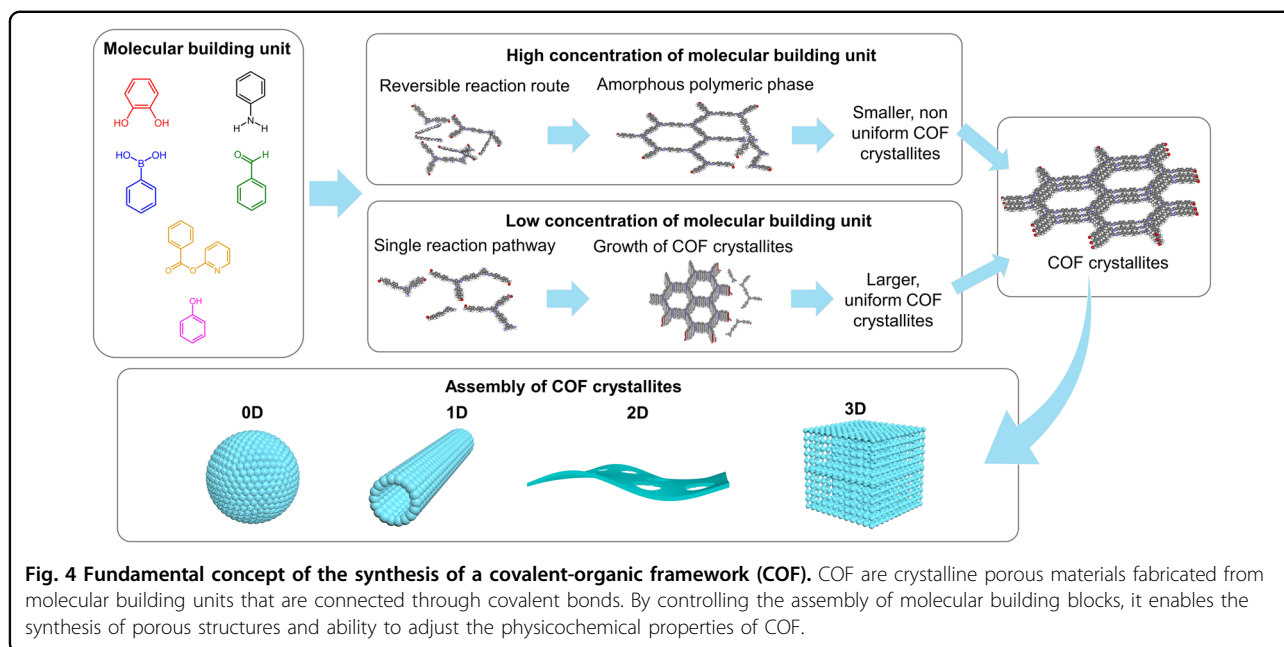 Molecular building unit
HO
OH
H
N
H
HO
OH
B
O
H
O
O
N
OH
High concentration of molecular building unit
Reversible reaction route
Amorphous polymeric phase
Smaller, non
uniform COF
crystallites
Low concentration of molecular building unit
Single reaction pathway
Growth of COF crystallites
Larger,
uniform COF
crystallites
COF crystallites
Assembly of COF crystallites
0D
1D
2D
3D
Fig. 4 Fundamental concept of the synthesis of a covalent-organic framework (COF). COF are crystalline porous materials fabricated from
molecular building units that are connected through covalent bonds. By controlling the assembly of molecular building blocks, it enables the
synthesis of porous structures and ability to adjust the physicochemical properties of COF.